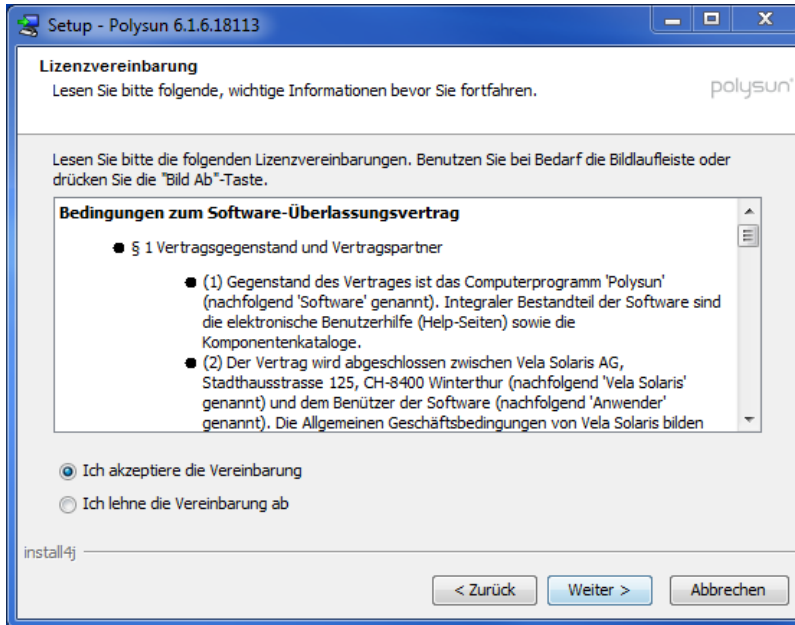 Setup - Polysun 6.1.6.18113
Lizenzvereinbarung
Lesen Sie bitte folgende, wichtige Informationen bevor Sie fortfahren.
polysun®
Lesen Sie bitte die folgenden Lizenzvereinbarungen. Benutzen Sie bei Bedarf die Bildlaufleiste oder
drücken Sie die "Bild Ab"-Taste.
Bedingungen zum Software-Überlassungsvertrag
● § 1 Vertragsgegenstand und Vertragspartner
● (1) Gegenstand des Vertrages ist das Computerprogramm 'Polysun'
(nachfolgend 'Software' genannt). Integraler Bestandteil der Software sind
die elektronische Benutzerhilfe (Help-Seiten) sowie die
Komponentenkataloge.
● (2) Der Vertrag wird abgeschlossen zwischen Vela Solaris AG,
Stadthausstrasse 125, CH-8400 Winterthur (nachfolgend 'Vela Solaris'
genannt) und dem Benützer der Software (nachfolgend 'Anwender'
genannt). Die Allgemeinen Geschäftsbedingungen von Vela Solaris bilden
Ich akzeptiere die Vereinbarung
Ich lehne die Vereinbarung ab
install4j
< Zurück
Weiter >
Abbrechen